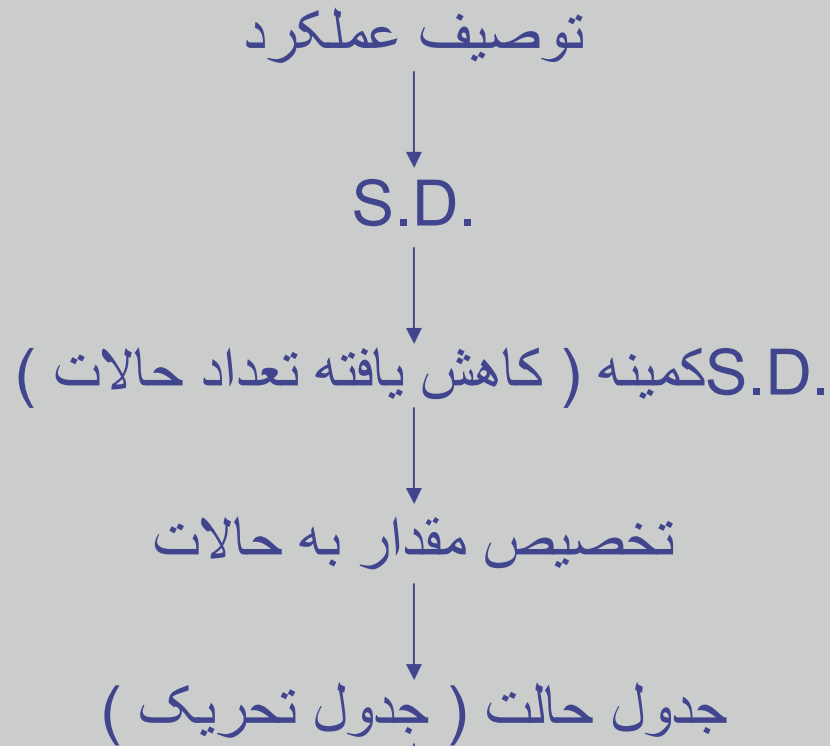 توصیف عملکرد
S.D.
S.D. کمینه ( کاهش یافته تعداد حالات )
تخصیص مقدار به حالات
جدول حالت ( جدول تحریک )